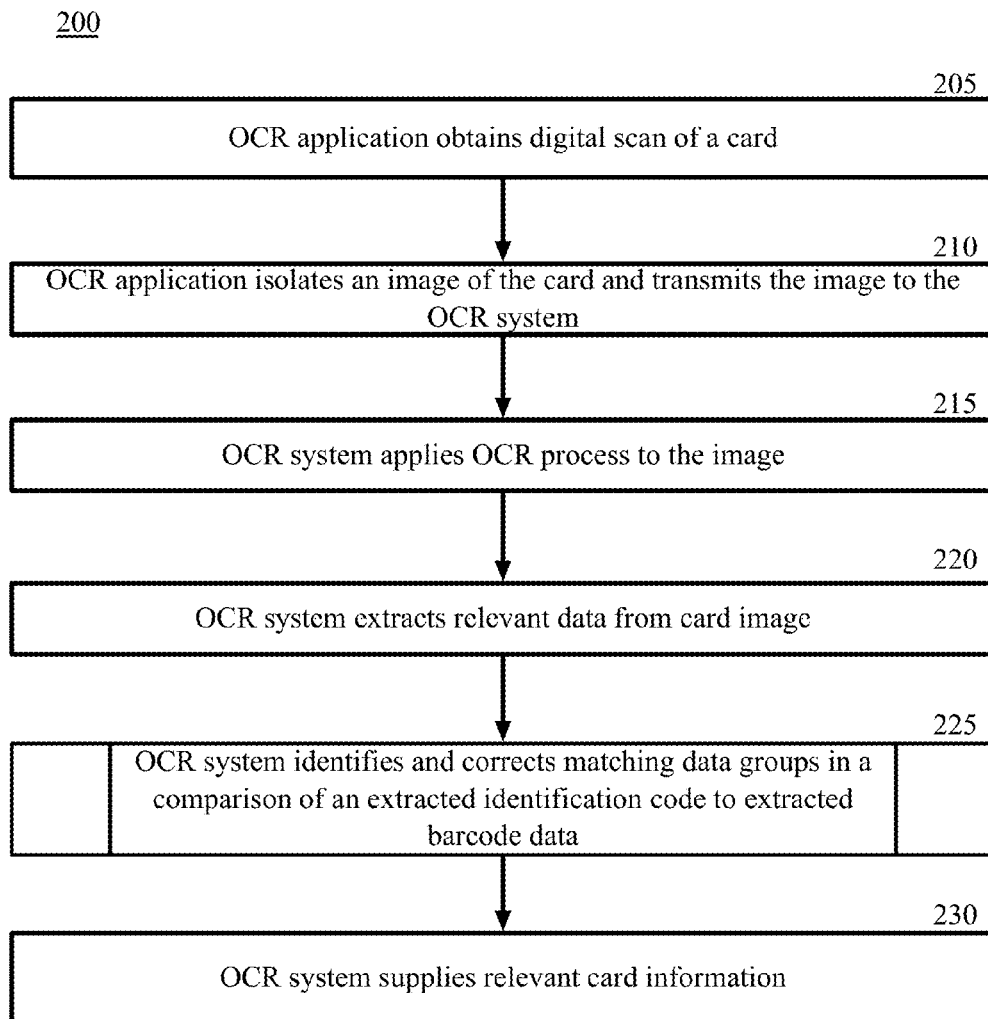 200
205
OCR application obtains digital scan of a card
210
OCR application isolates an image of the card and transmits the image to the
OCR system
215
OCR system applies OCR process to the image
220
OCR system extracts relevant data from card image
225
OCR system identifies and corrects matching data groups in a
comparison of an extracted identification code to extracted
barcode data
230
OCR system supplies relevant card information